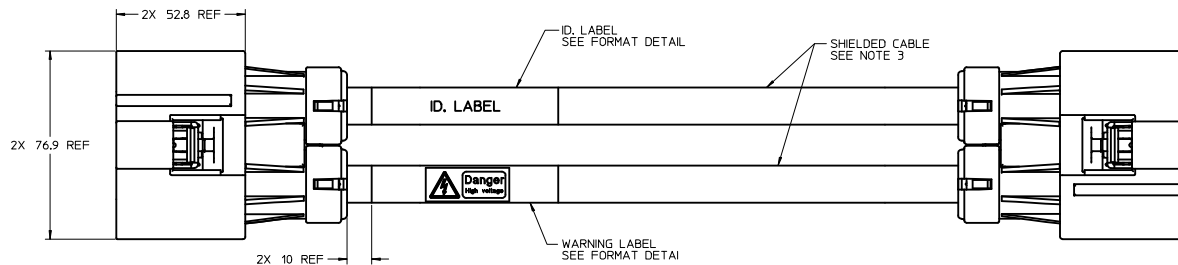 2X 52.8 REF
ID. LABEL
SEE FORMAT DETAIL
SHIELDED CABLE
SEE NOTE 3
ID. LABEL
2X 76.9 REF
Danger
High voltage
WARNING LABEL
SEE FORMAT DETAI
2X 10 REF